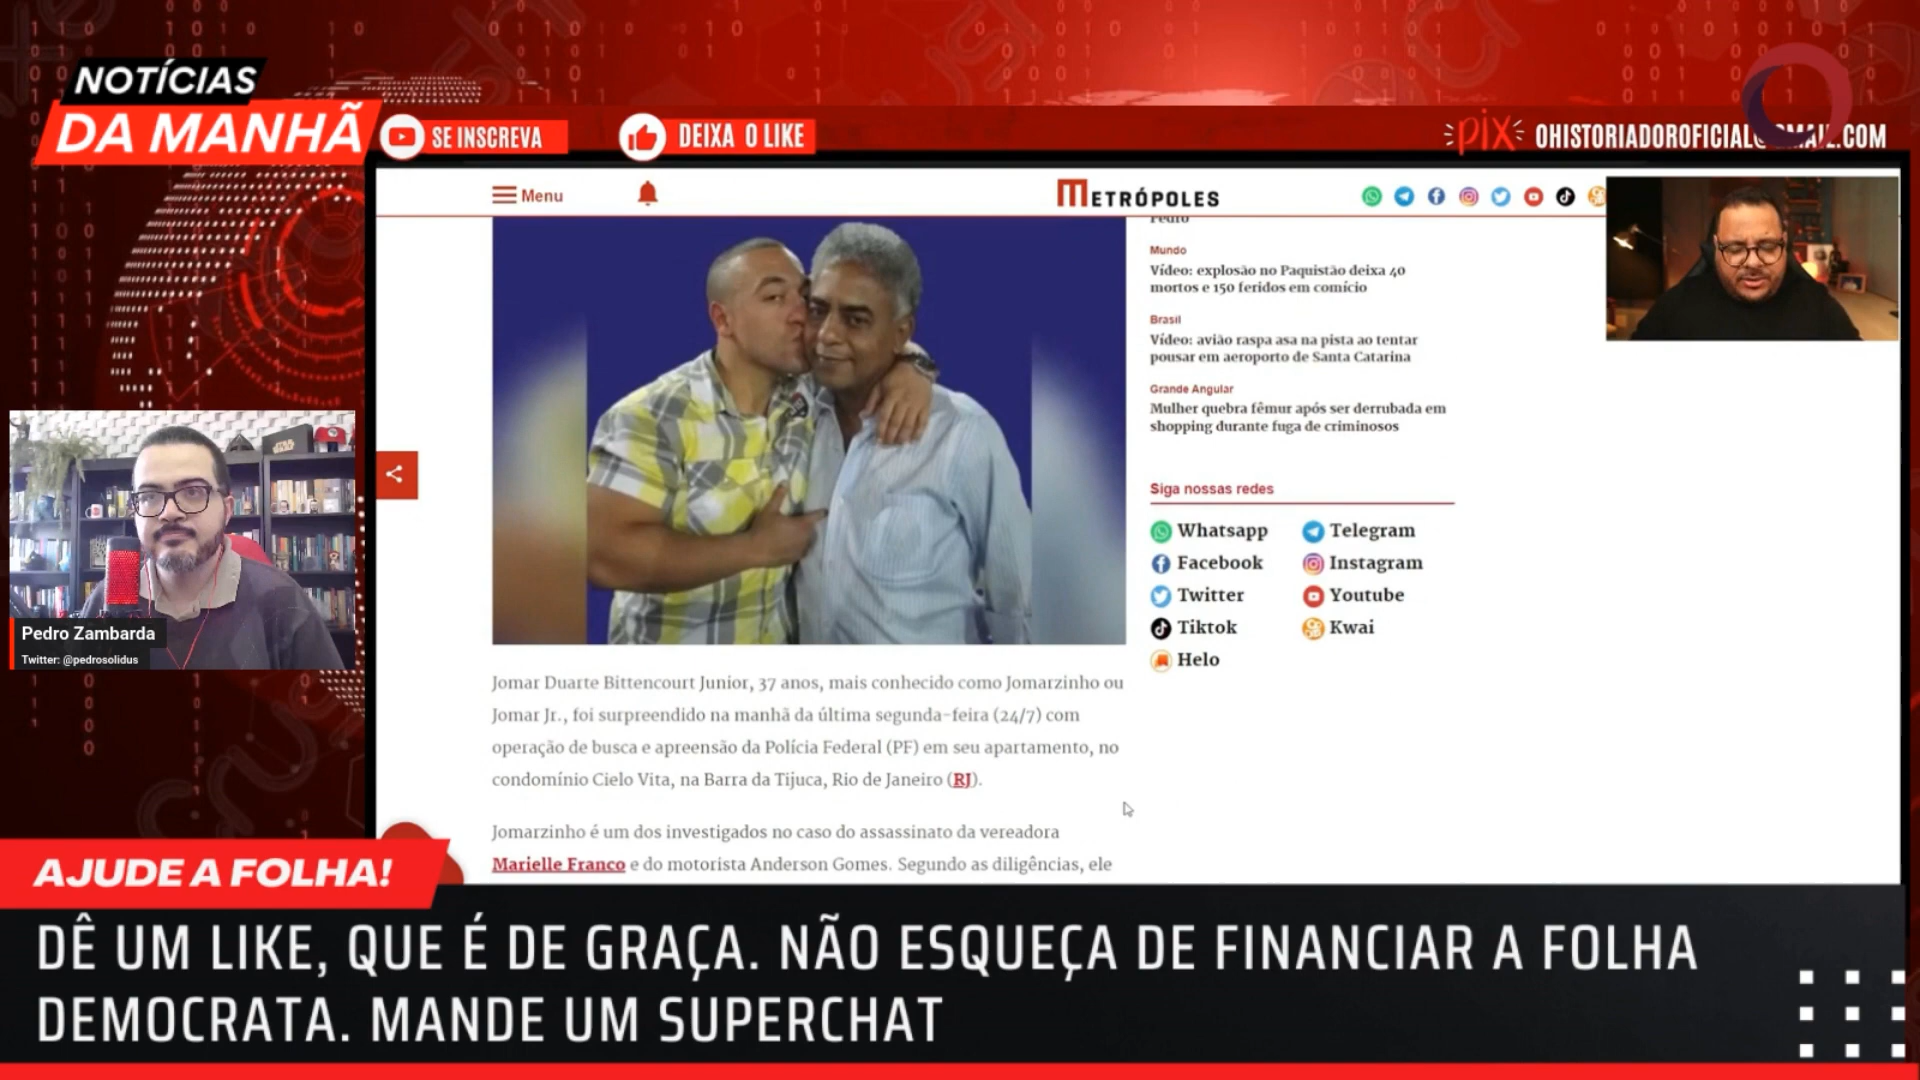 NOTÍCIAS
DA MANHÃ
SE INSCREVA
DEIXA O LIKE
PIX OHISTORIADOROFICIAL@GMAIL.COM
Menu
METRÓPOLES
Pedro
Mundo
Vídeo: explosão no Paquistão deixa 40
mortos e 150 feridos em comício
Brasil
Vídeo: avião raspa asa na pista ao tentar
pousar em aeroporto de Santa Catarina
Grande Angular
Mulher quebra fêmur após ser derrubada em
shopping durante fuga de criminosos
Siga nossas redes
Whatsapp
Telegram
Facebook
Instagram
Twitter
Youtube
Tiktok
Kwai
Helo
Pedro Zambarda
Twitter: @pedrosolidus
Jomar Duarte Bittencourt Junior, 37 anos, mais conhecido como Jomarzinho ou
Jomar Jr., foi surpreendido na manhã da última segunda-feira (24/7) com
operação de busca e apreensão da Polícia Federal (PF) em seu apartamento, no
condomínio Cielo Vita, na Barra da Tijuca, Rio de Janeiro (RJ).
Jomarzinho é um dos investigados no caso do assassinato da vereadora
Marielle Franco e do motorista Anderson Gomes. Segundo as diligências, ele
AJUDE A FOLHA!
DÊ UM LIKE, QUE É DE GRAÇA. NÃO ESQUEÇA DE FINANCIAR A FOLHA
DEMOCRATA. MANDE UM SUPERCHAT